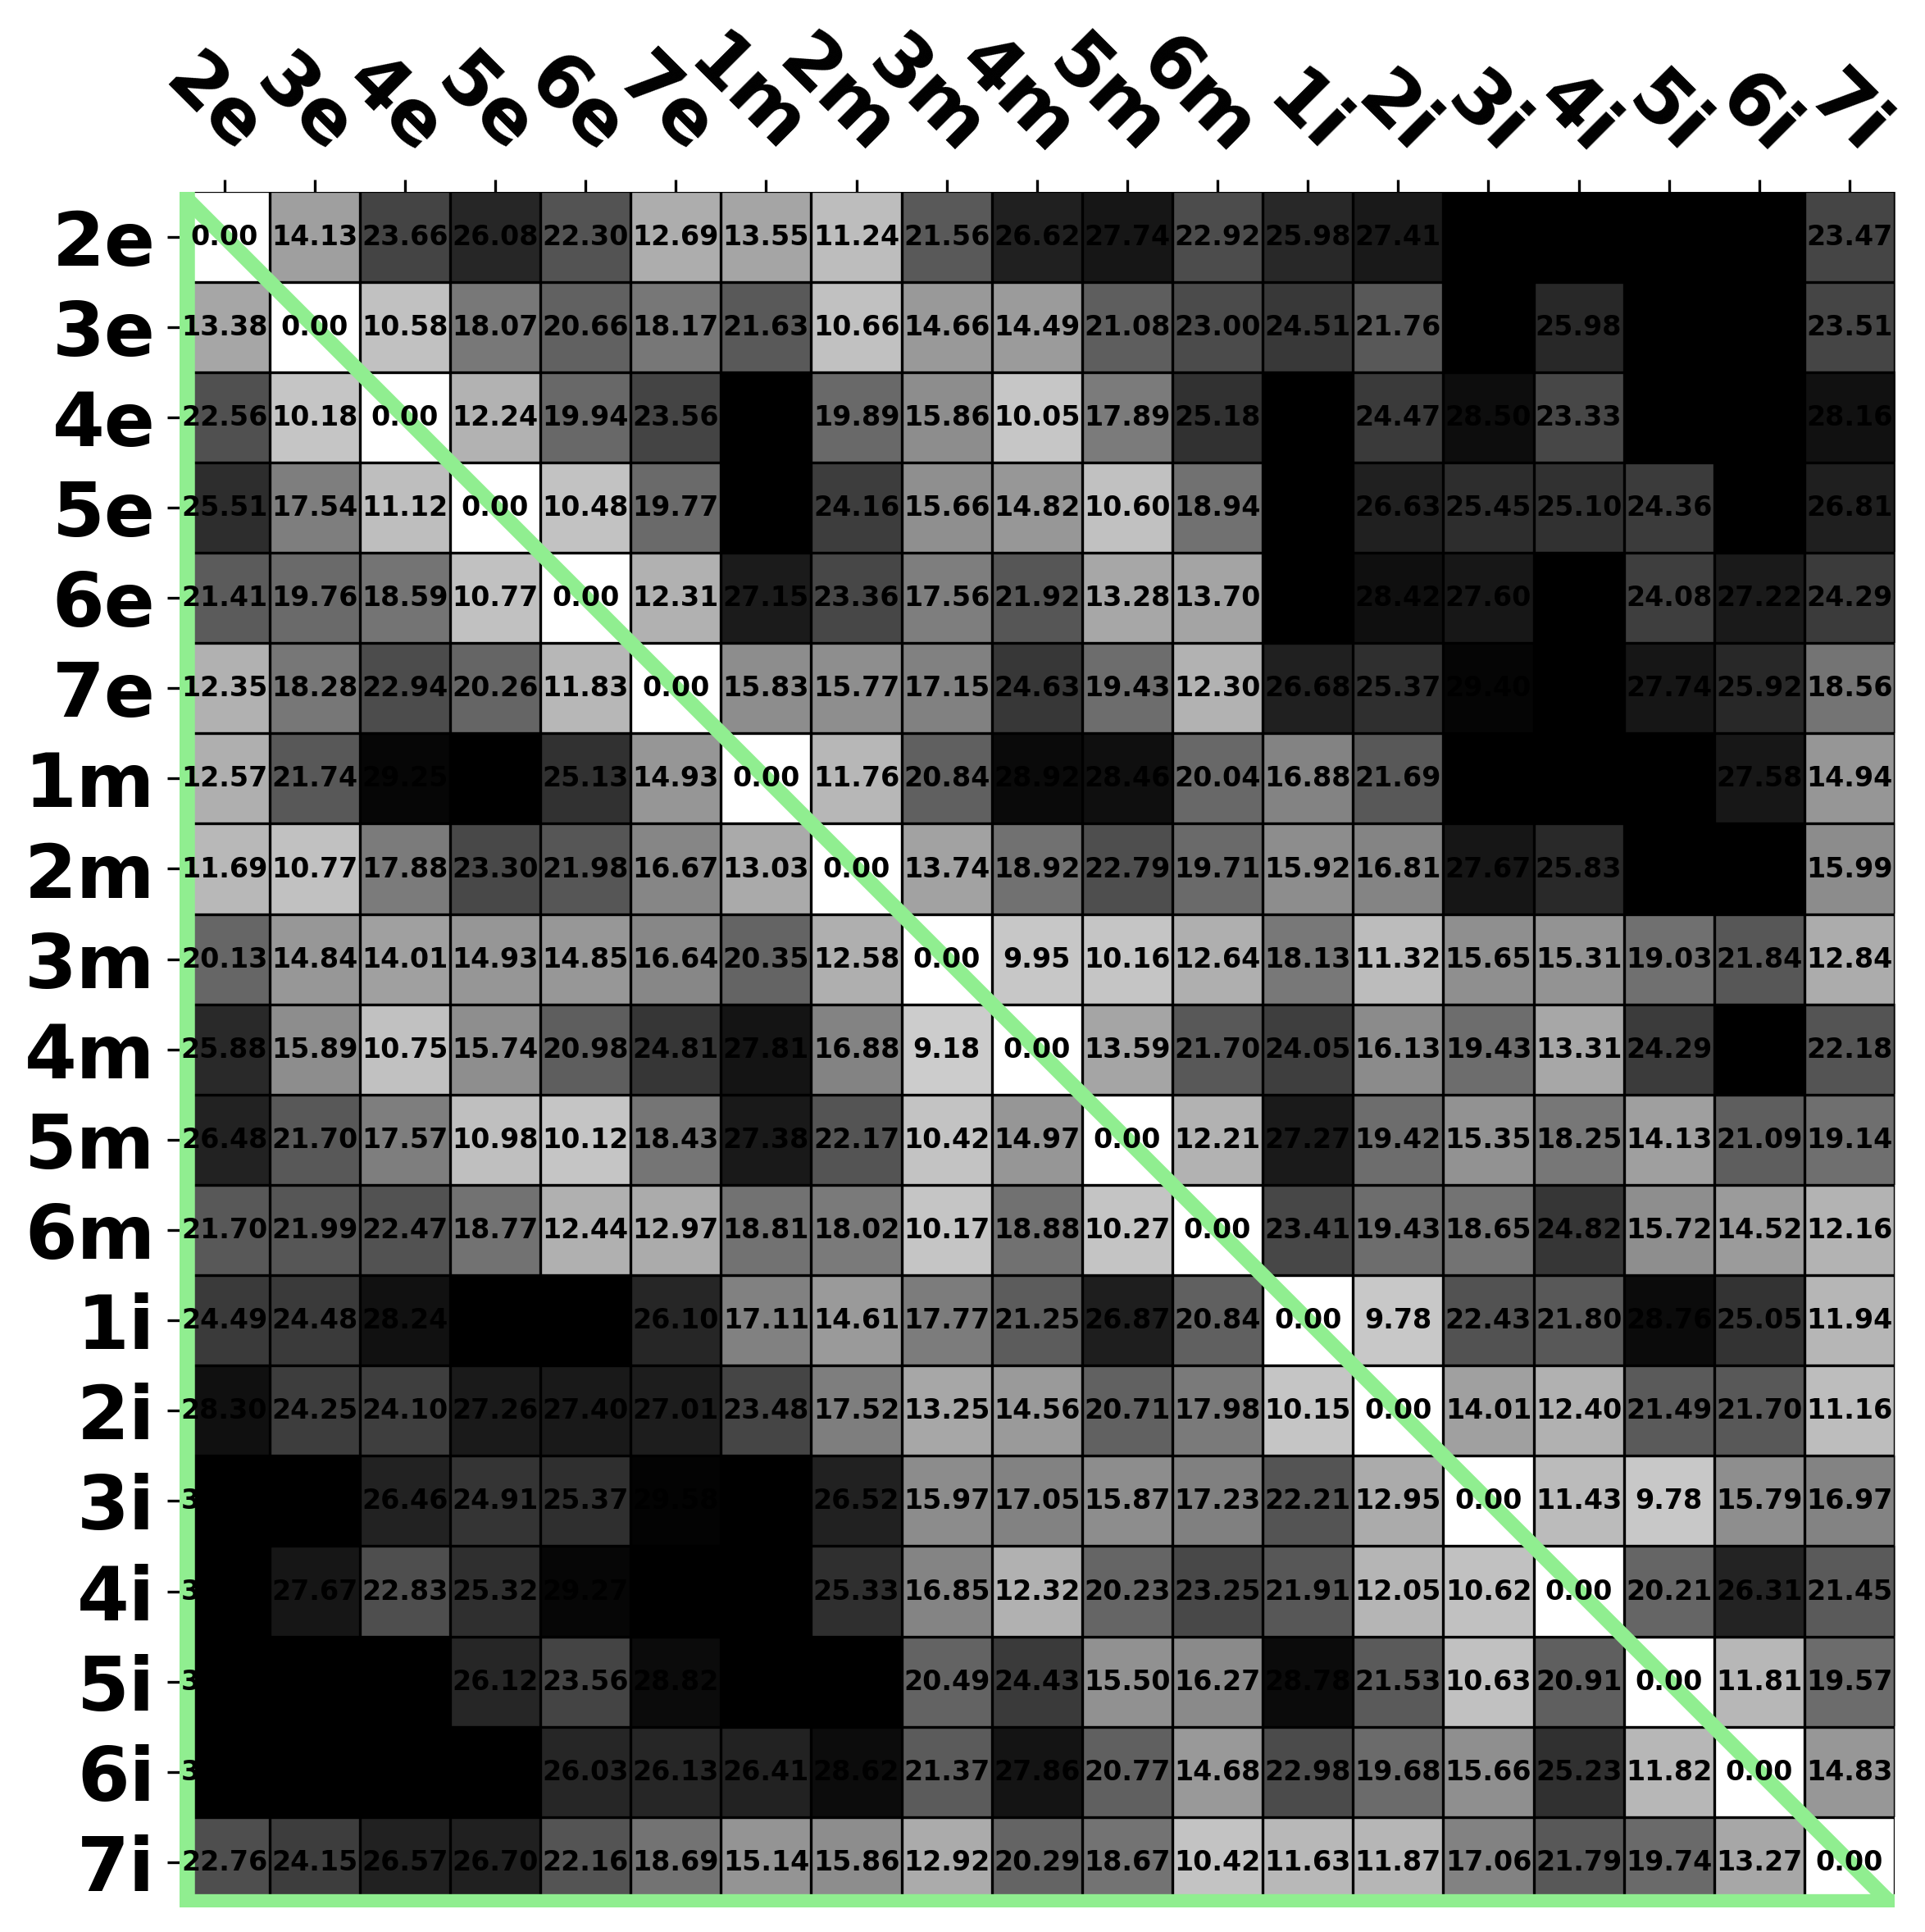 2e 3e 4e 5e 6e 7e 1m 2m 3m 4m 5m 6m 1i 2i 3i 4i 5i 6i 7i
2e 0.00 14.13 23.66 26.08 22.30 12.69 13.55 11.24 21.56 26.62 27.74 22.92 25.98 27.41 23.47
3e 13.38 0.00 10.58 18.07 20.66 18.17 21.63 10.66 14.66 14.49 21.08 23.00 24.51 21.76 25.98 23.51
4e 22.56 10.18 0.00 12.24 19.94 23.56 19.89 15.86 10.05 17.89 25.18 24.47 28.50 23.33 28.16
5e 25.51 17.54 11.12 0.00 10.48 19.77 24.16 15.66 14.82 10.60 18.94 26.63 25.45 25.10 24.36 26.81
6e 21.41 19.76 18.59 10.77 0.00 12.31 27.15 23.36 17.56 21.92 13.28 13.70 28.42 27.60 24.08 27.22 24.29
7e 12.35 18.28 22.94 20.26 11.83 0.00 15.83 15.77 17.15 24.63 19.43 12.30 26.68 25.37 29.40 27.74 25.92 18.56
1m 12.57 21.74 29.25 25.13 14.93 0.00 11.76 20.84 28.92 28.46 20.04 16.88 21.69 27.58 14.94
2m 11.69 10.77 17.88 23.30 21.98 16.67 13.03 0.00 13.74 18.92 22.79 19.71 15.92 16.81 27.67 25.83 15.99
3m 20.13 14.84 14.01 14.93 14.85 16.64 20.35 12.58 0.00 9.95 10.16 12.64 18.13 11.32 15.65 15.31 19.03 21.84 12.84
4m 25.88 15.89 10.75 15.74 20.98 24.81 27.81 16.88 9.18 0.00 13.59 21.70 24.05 16.13 19.43 13.31 24.29 22.18
5m 26.48 21.70 17.57 10.98 10.12 18.43 27.38 22.17 10.42 14.97 0.00 12.21 27.27 19.42 15.35 18.25 14.13 21.09 19.14
6m 21.70 21.99 22.47 18.77 12.44 12.97 18.81 18.02 10.17 18.88 10.27 0.00 23.41 19.43 18.65 24.82 15.72 14.52 12.16
1i 24.49 24.48 28.24 26.10 17.11 14.61 17.77 21.25 26.87 20.84 0.00 9.78 22.43 21.80 28.76 25.05 11.94
2i 28.30 24.25 24.10 27.26 27.40 27.01 23.48 17.52 13.25 14.56 20.71 17.98 10.15 0.00 14.01 12.40 21.49 21.70 11.16
3i 26.46 24.91 25.37 29.58 26.52 15.97 17.05 15.87 17.23 22.21 12.95 0.00 11.43 9.78 15.79 16.97
4i 27.67 22.83 25.32 29.27 25.33 16.85 12.32 20.23 23.25 21.91 12.05 10.62 0.00 20.21 26.31 21.45
5i 26.12 23.56 28.82 20.49 24.43 15.50 16.27 28.78 21.53 10.63 20.91 0.00 11.81 19.57
6i 26.03 26.13 26.41 28.62 21.37 27.86 20.77 14.68 22.98 19.68 15.66 25.23 11.82 0.00 14.83
7i 22.76 24.15 26.57 26.70 22.16 18.69 15.14 15.86 12.92 20.29 18.67 10.42 11.63 11.87 17.06 21.79 19.74 13.27 0.00